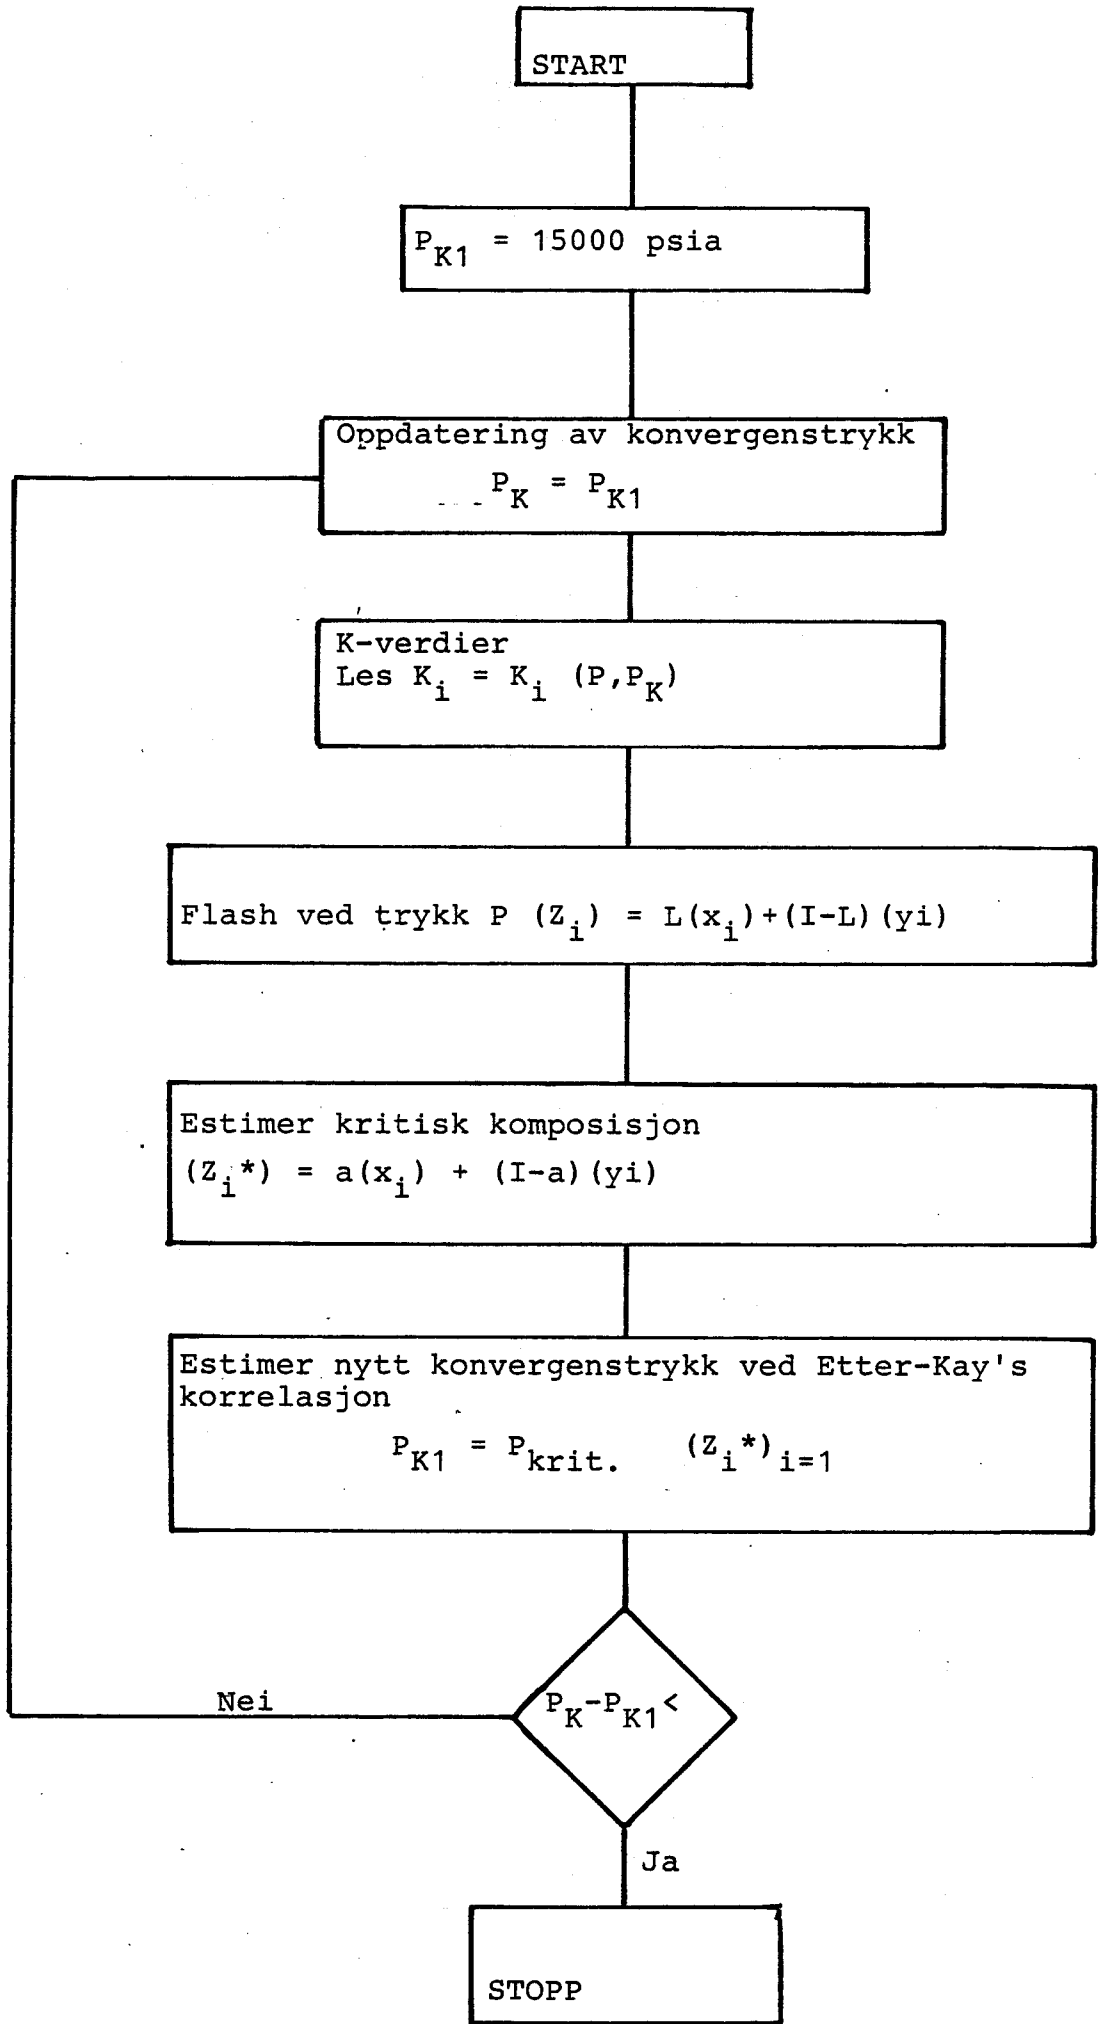 START
P_K1 = 15000 psia
Oppdatering av konvergenstrykk
P_K = P_K1
K-verdier
Les K_i = K_i (P,P_K)
Flash ved trykk P (Z_i) = L(x_i)+(I-L)(yi)
Estimer kritisk komposisjon
(Z_i*) = a(x_i) + (I-a)(yi)
Estimer nytt konvergenstrykk ved Etter-Kay's
korrelasjon
P_K1 = P_krit. (Z_i*)_i=1
P_K-P_K1<
Nei
Ja
STOPP